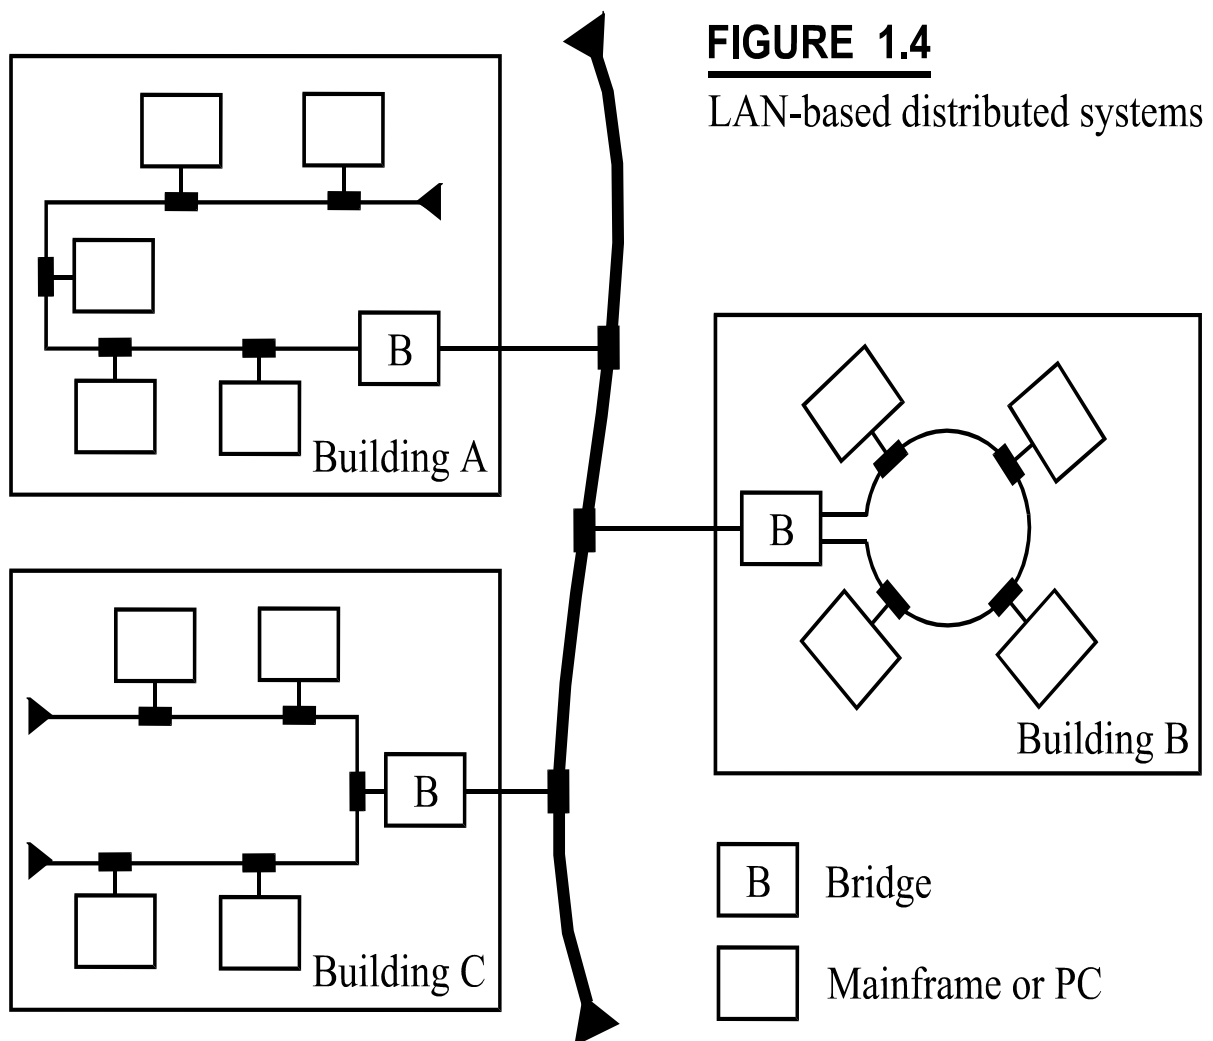 FIGURE 1.4
LAN-based distributed systems
B
Building A
B
Building B
B
Building C
B Bridge
Mainframe or PC